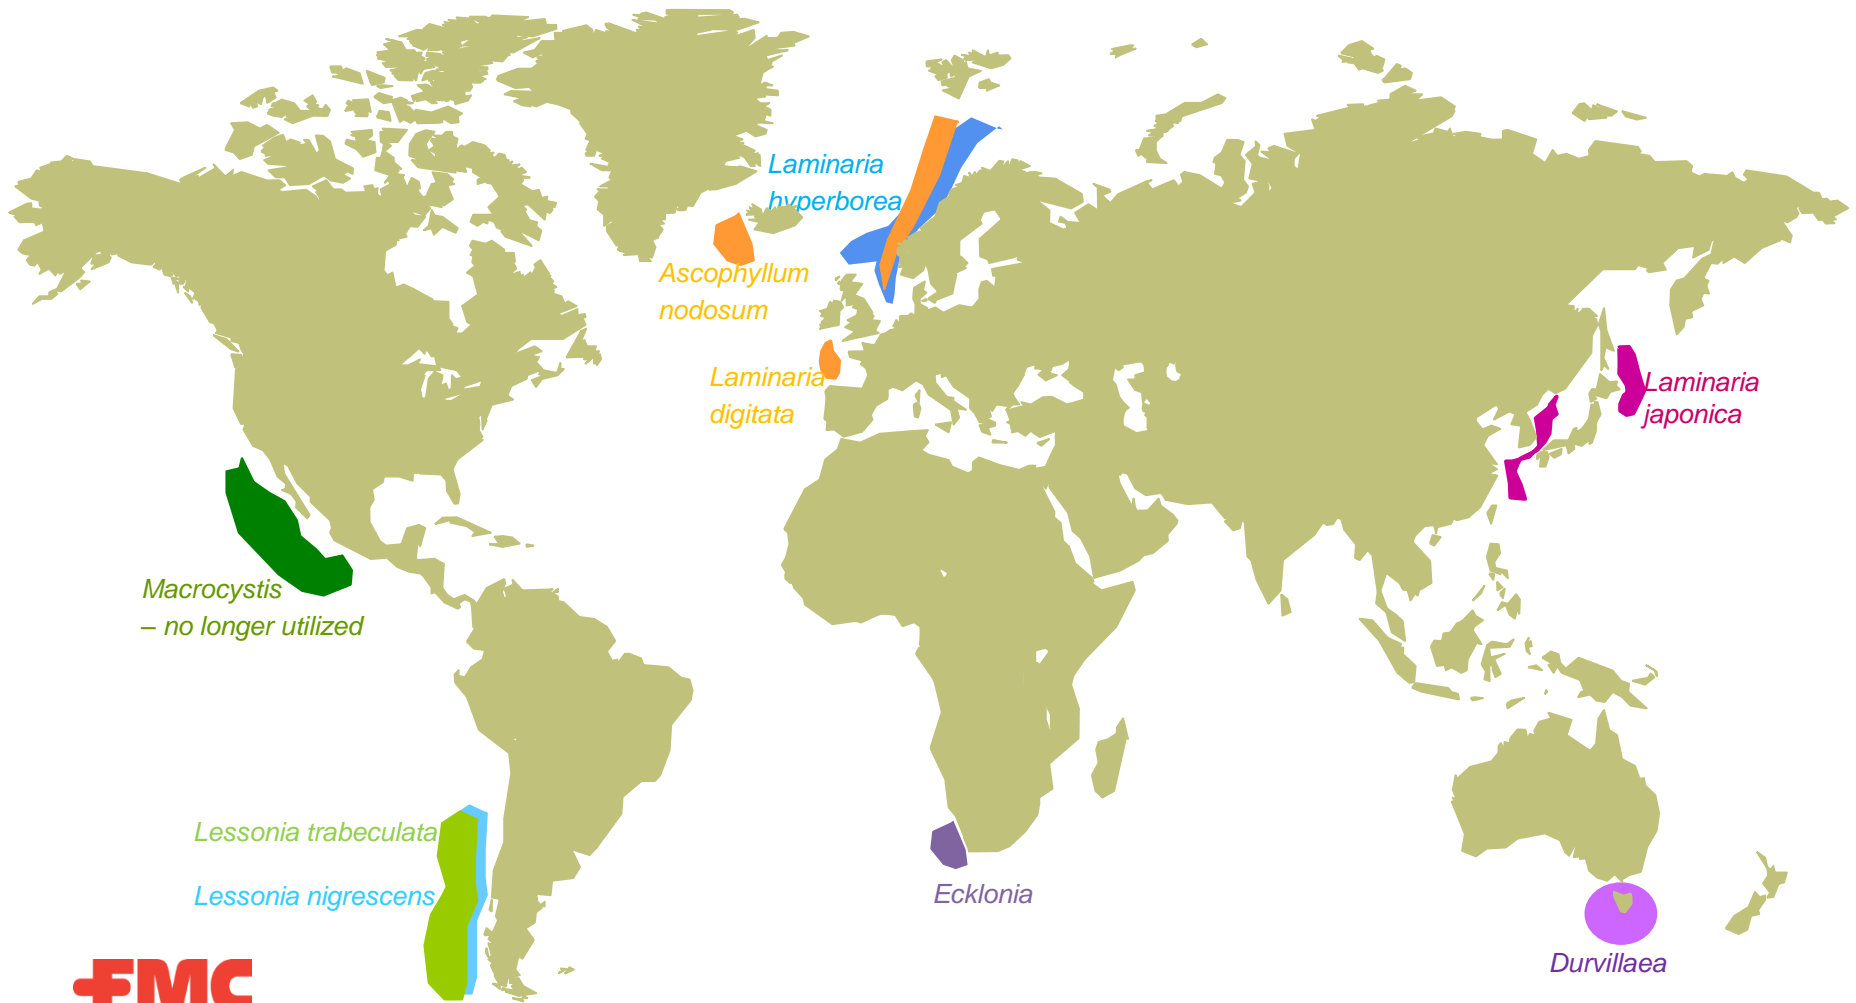 Laminaria
hyperborea
Ascophyllum
nodosum
Laminaria
digitata
Laminaria
japonica
Macrocystis
– no longer utilized
Lessonia trabeculata
Lessonia nigrescens
Ecklonia
Durvillaea
FMC